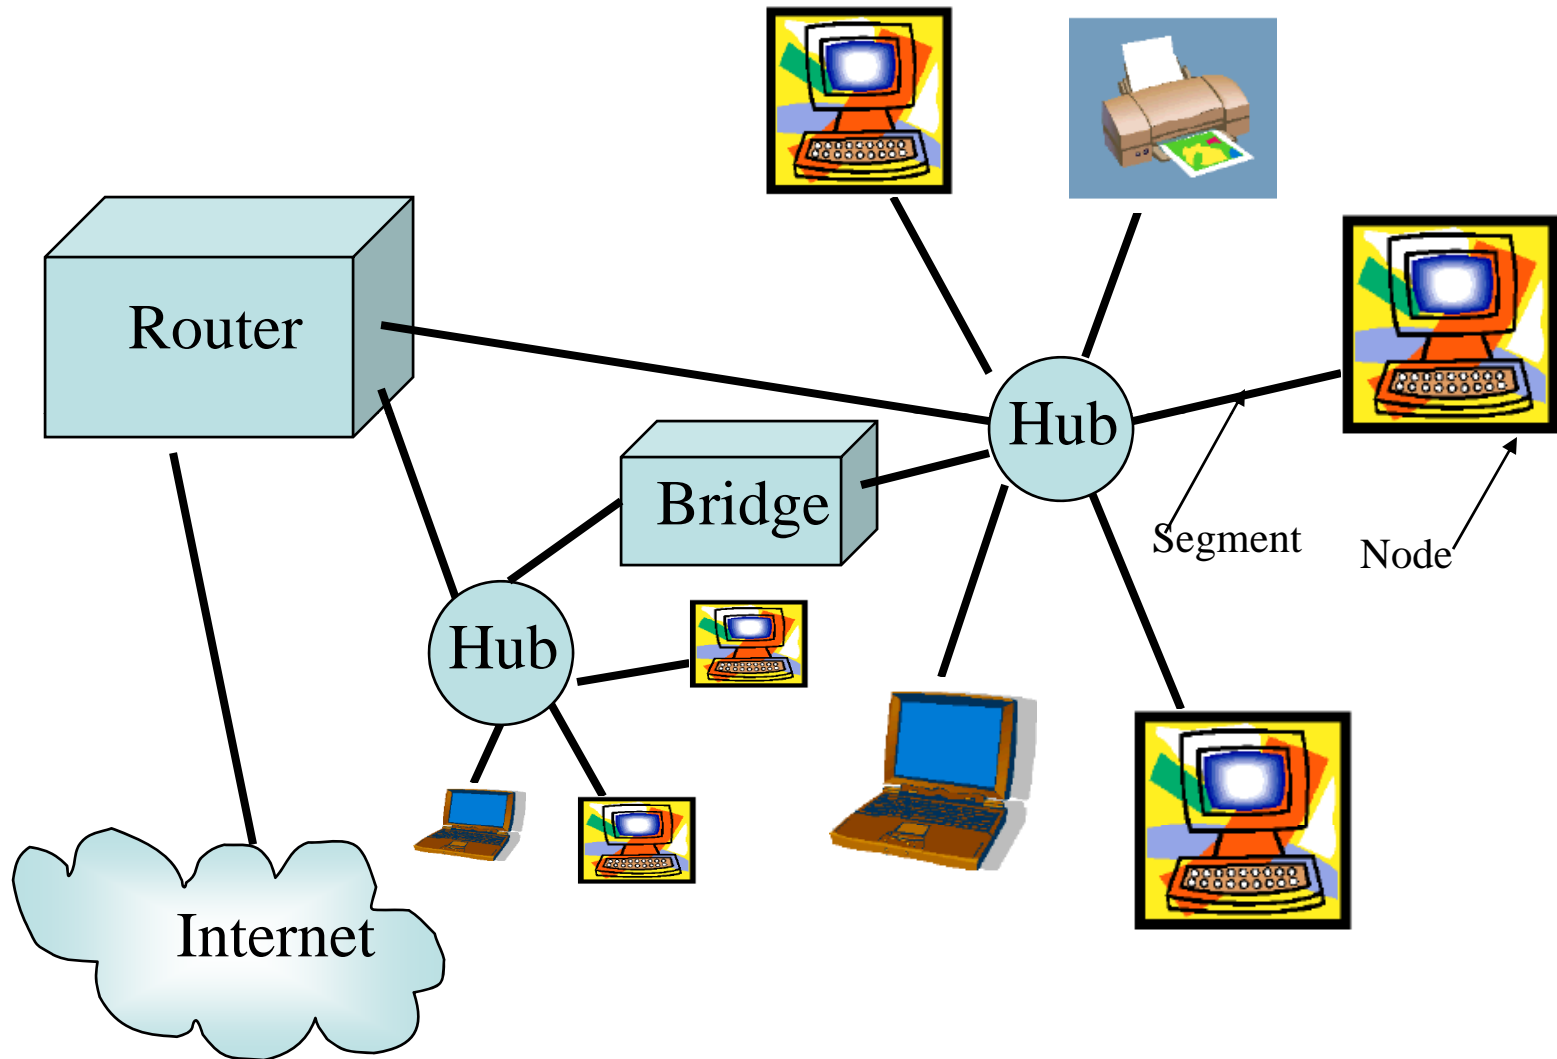 Router
Hub
Bridge
Segment
Node
Hub
Internet